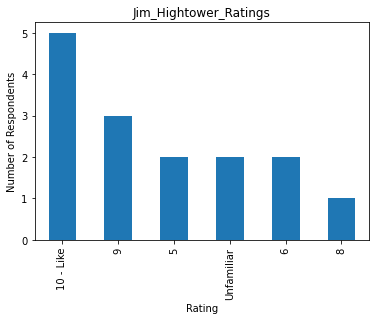 Jim_Hightower_Ratings
Number of Respondents
5
4
3
2
1
0
10 - Like
9
5
Unfamiliar
6
8
Rating